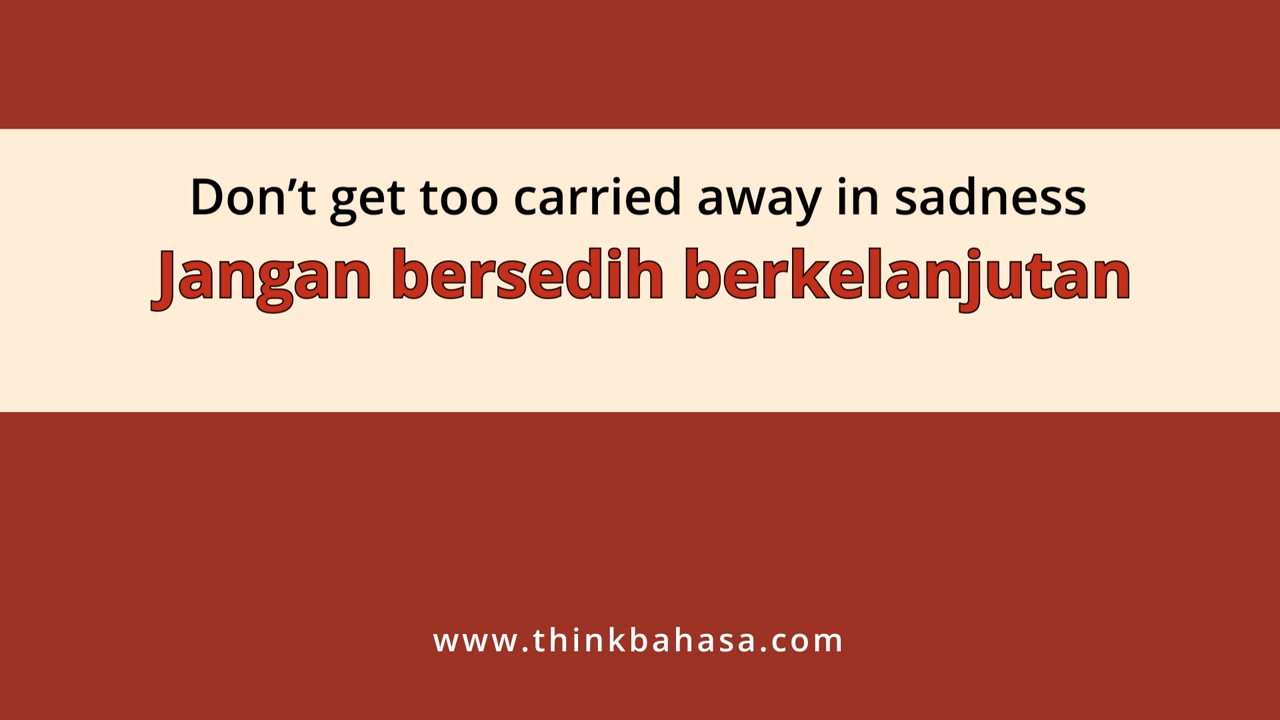 Don’t get too carried away in sadness
Jangan bersedih berkelanjutan
www.thinkbahasa.com